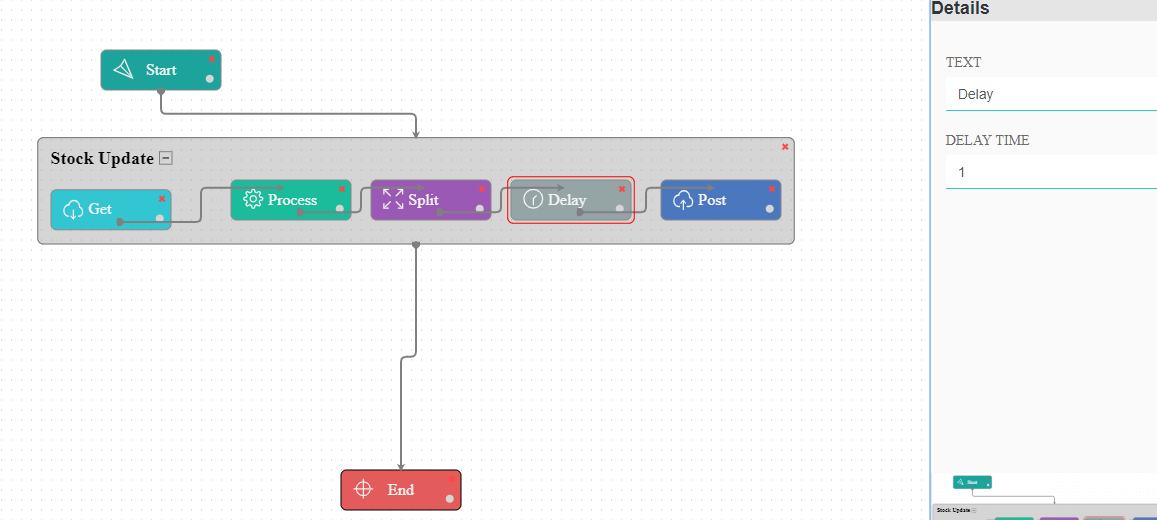 Details
Start
TEXT
Delay
DELAY TIME
1
Stock Update
Get
Process
Split
Delay
Post
End
Start
Stock Update